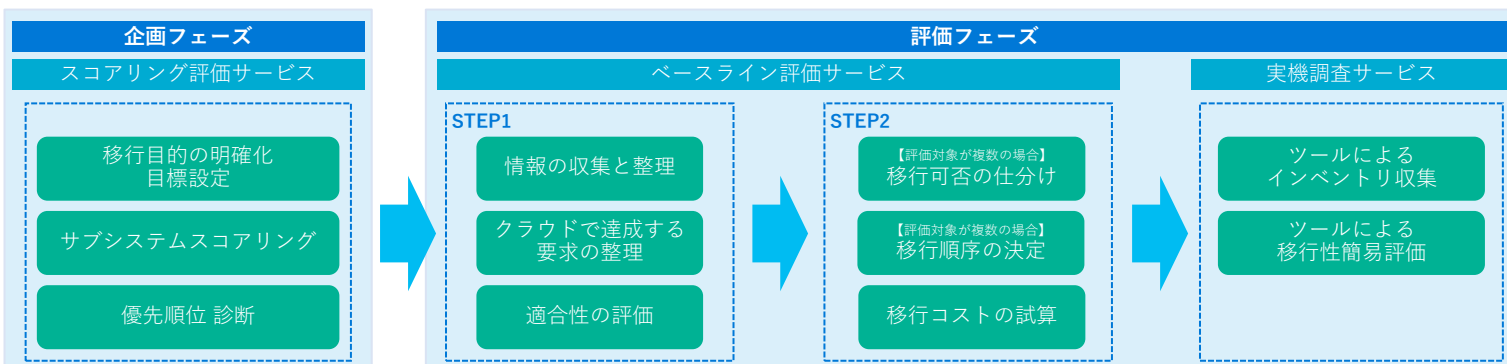 企画フェーズ
スコアリング評価サービス
移行目的の明確化
目標設定
サブシステムスコアリング
優先順位 診断
評価フェーズ
ベースライン評価サービス
STEP1
情報の収集と整理
クラウドで達成する
要求の整理
適合性の評価
STEP2
【評価対象が複数の場合】
移行可否の仕分け
【評価対象が複数の場合】
移行順序の決定
移行コストの試算
実機調査サービス
ツールによる
インベントリ収集
ツールによる
移行性簡易評価